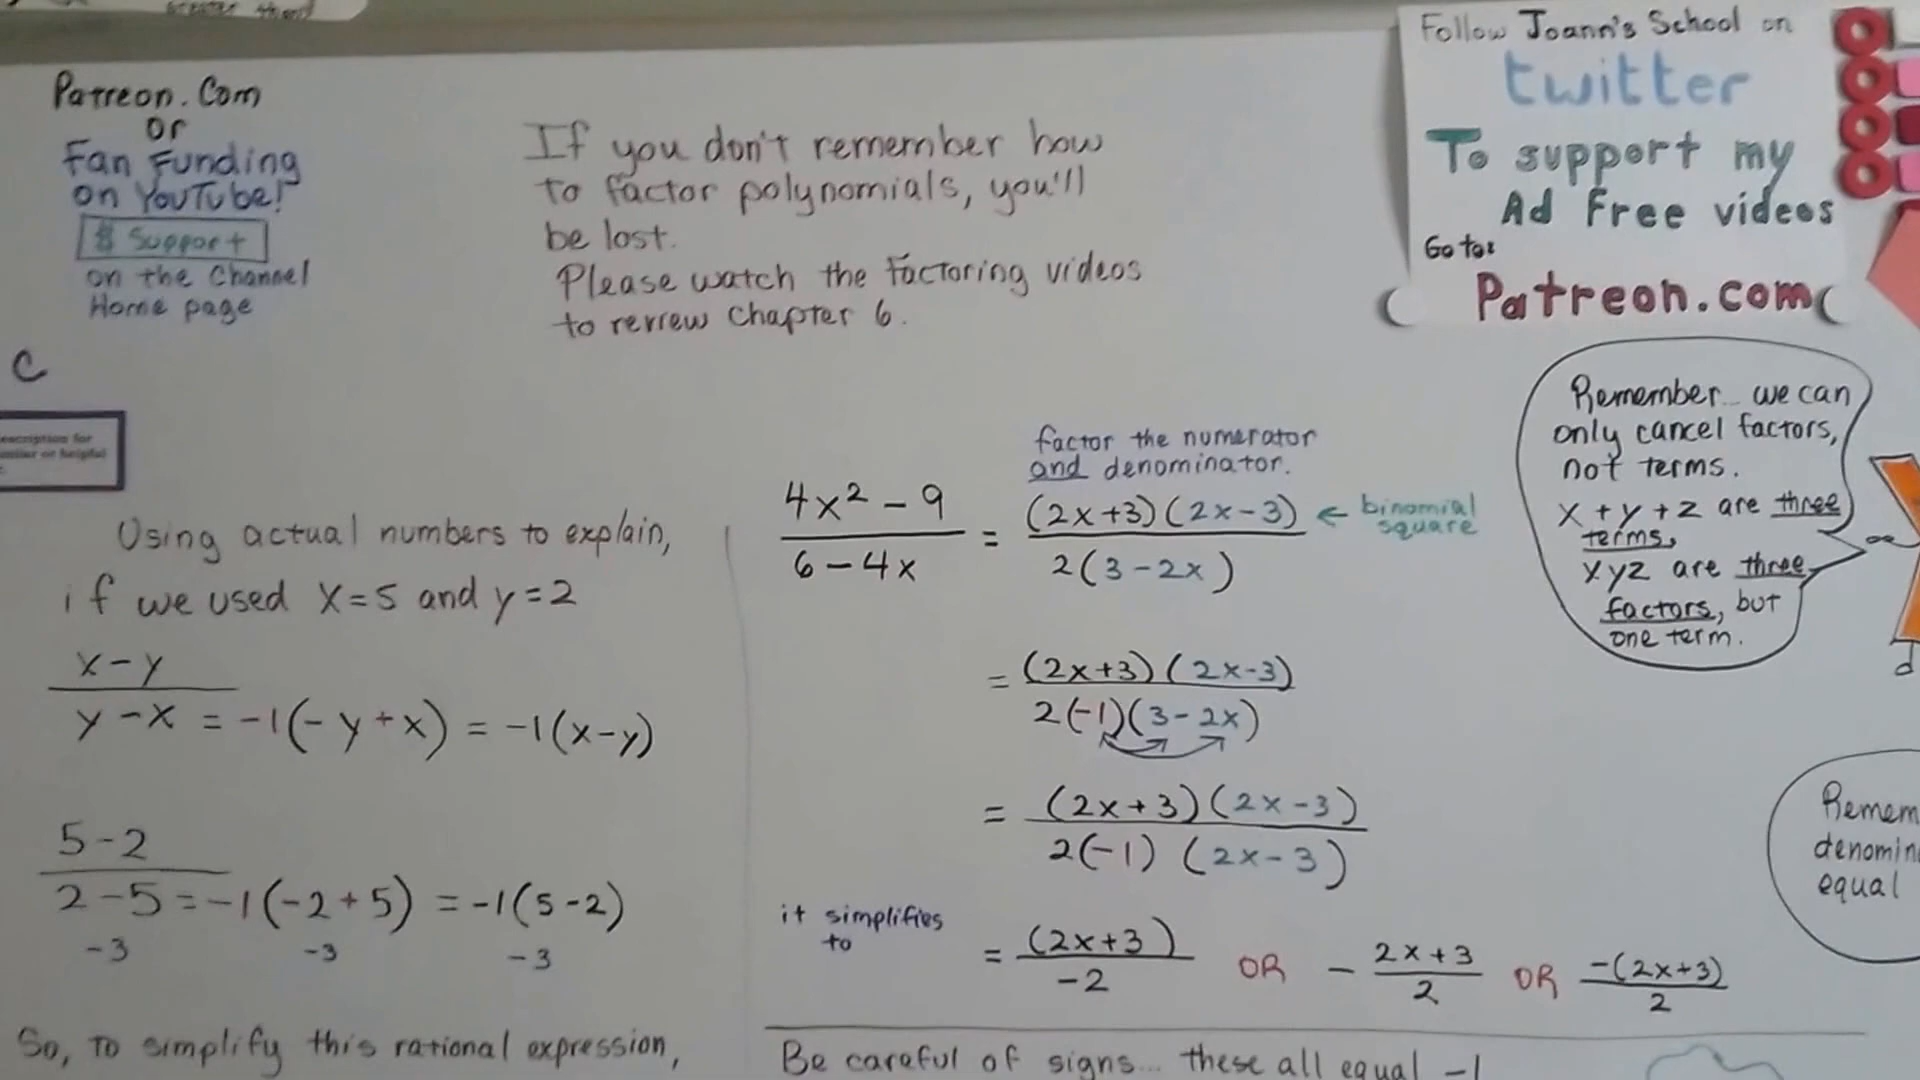 Patreon.Com
or
Fan Funding
on YouTube!
$ Support
on the Channel
Home page
If you don't remember how
to factor polynomials, you'll
be lost.
Please watch the factoring videos
to review Chapter 6.
Follow Joann's School on
twitter
To support my
Ad Free videos
Go to:
Patreon.com
C
description for
similar or helpful
Using actual numbers to explain,
if we used x=5 and y=2
x-y
y-x = -1(-y+x) = -1(x-y)
5-2
2-5 = -1(-2+5) = -1(5-2)
-3 -3 -3
So, to simplify this rational expression,
factor the numerator
and denominator.
4x² - 9 (2x+3)(2x-3) ← binomial
square
6-4x = 2(3-2x)
= (2x+3)(2x-3)
2(-1)(3-2x)
= (2x+3)(2x-3)
2(-1)(2x-3)
it simplifies
to
= (2x+3) OR - 2x+3 OR -(2x+3)
-2 2 2
Be careful of signs... these all equal -1
Remember... we can
only cancel factors,
not terms.
x+y+z are three
terms,
xyz are three
factors, but
one term.
Remem
denomin
equal
d